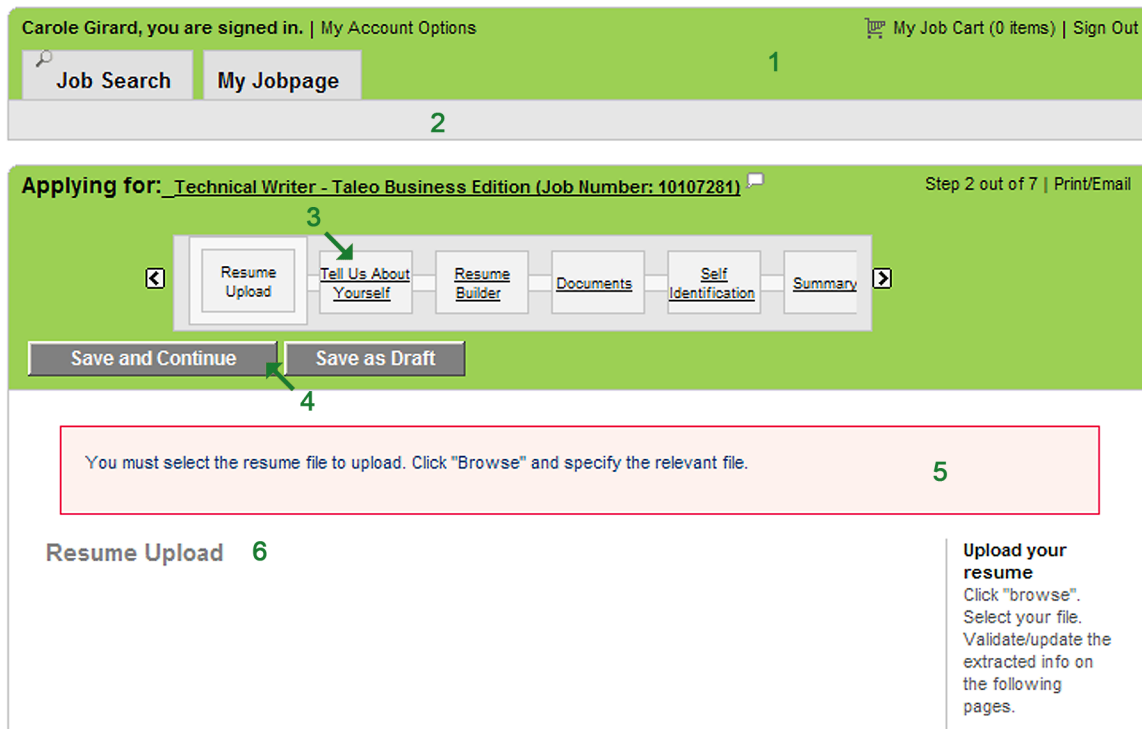 Carole Girard, you are signed in. | My Account Options
My Job Cart (0 items) | Sign Out
1
Job Search
My Jobpage
2
Applying for: Technical Writer - Taleo Business Edition (Job Number: 10107281)
Step 2 out of 7 | Print/Email
3
Resume
Upload
Tell Us About
Yourself
Resume
Builder
Documents
Self
Identification
Summary
Save and Continue
Save as Draft
4
You must select the resume file to upload. Click "Browse" and specify the relevant file.
5
Resume Upload
6
Upload your
resume
Click "browse".
Select your file.
Validate/update the
extracted info on
the following
pages.